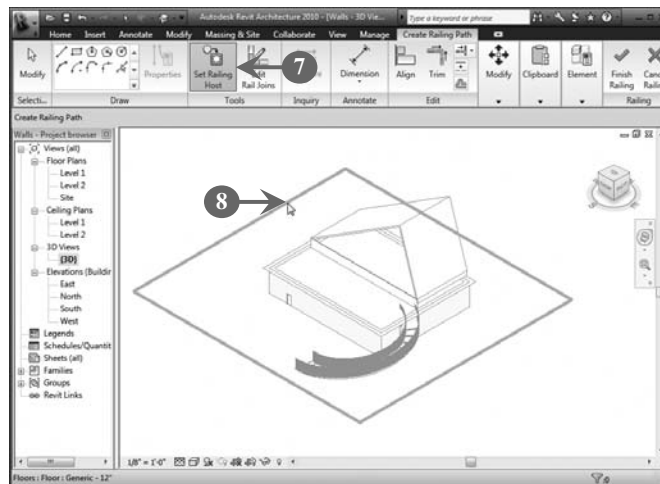 Autodesk Revit Architecture 2010 - [Walls - 3D Vie...
Type a keyword or phrase
Home Insert Annotate Modify Massing & Site Collaborate View Manage Create Railing Path
Modify
Properties
Set Railing Host
Edit Rail Joins
7
Dimension
Align
Trim
Modify
Clipboard
Element
Finish Railing
Selecti...
Draw
Tools
Inquiry
Annotate
Edit
Railing
Create Railing Path
Walls - Project browser
Views (all)
Floor Plans
Level 1
Level 2
Site
Ceiling Plans
Level 1
Level 2
3D Views
{3D}
Elevations (Buildin
East
North
South
West
Legends
Schedules/Quantit
Sheets (all)
Families
Groups
Revit Links
8
1/8" = 1'-0"
Floors : Floor : Generic - 12"